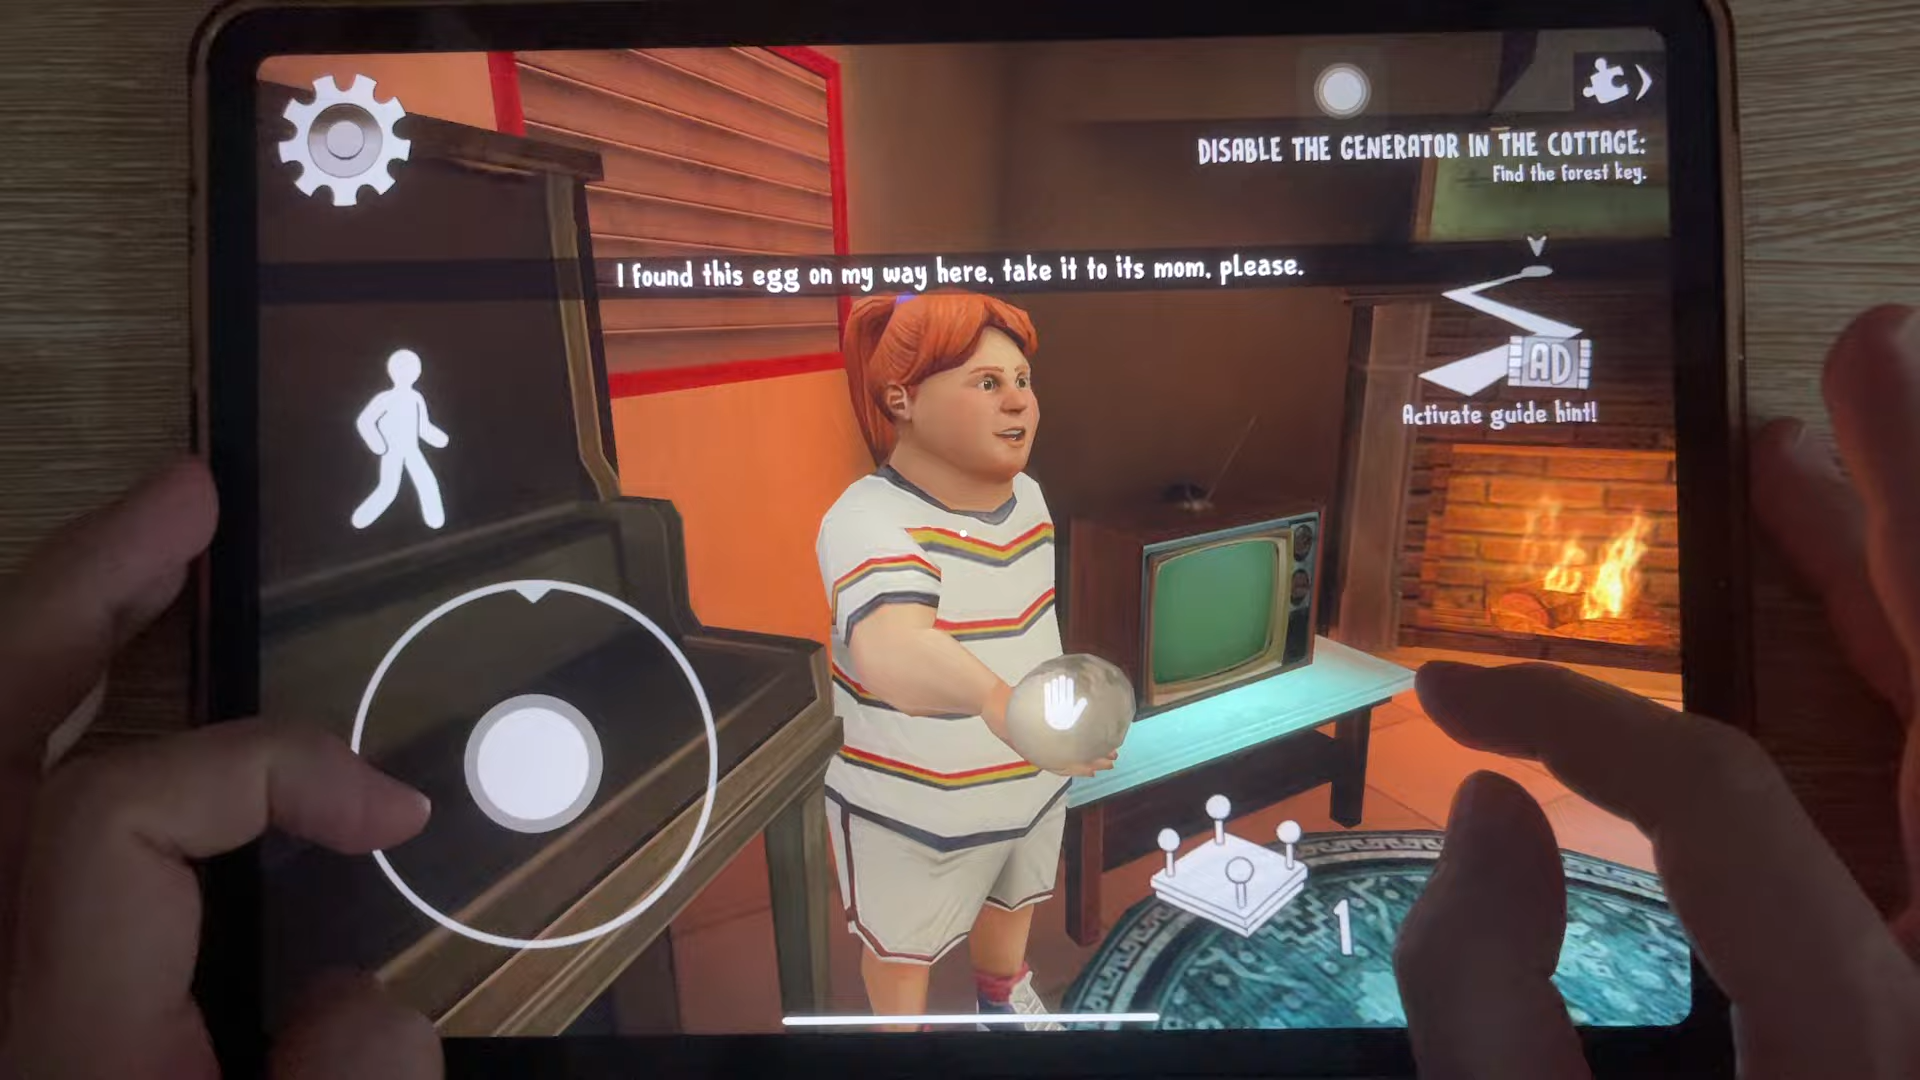 DISABLE THE GENERATOR IN THE COTTAGE:
Find the forest key.
I found this egg on my way here, take it to its mom, please.
AD
Activate guide hint!
1